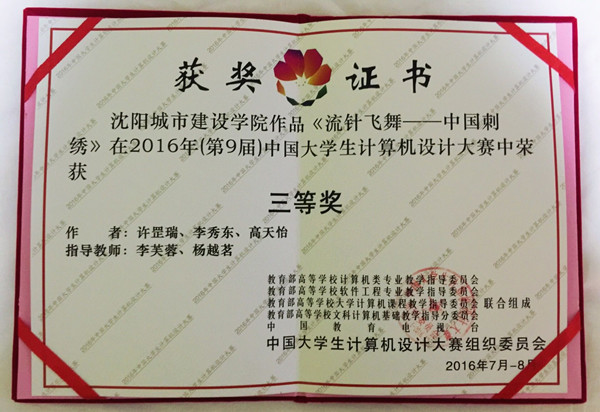 获奖证书
沈阳城市建设学院作品《流针飞舞——中国刺
绣》在2016年(第9届)中国大学生计算机设计大赛中荣
获
三等奖
作者：许罡瑞、李秀东、高天怡
指导教师：李芙蓉、杨越茗
教育部高等学校计算机类专业教学指导委员会
教育部高等学校软件工程专业教学指导委员会
教育部高等学校大学计算机课程教学指导委员会 联合组成
教育部高等学校文科计算机基础教学指导分委员会
中国教育电视台
中国大学生计算机设计大赛组织委员会
2016年7月-8月